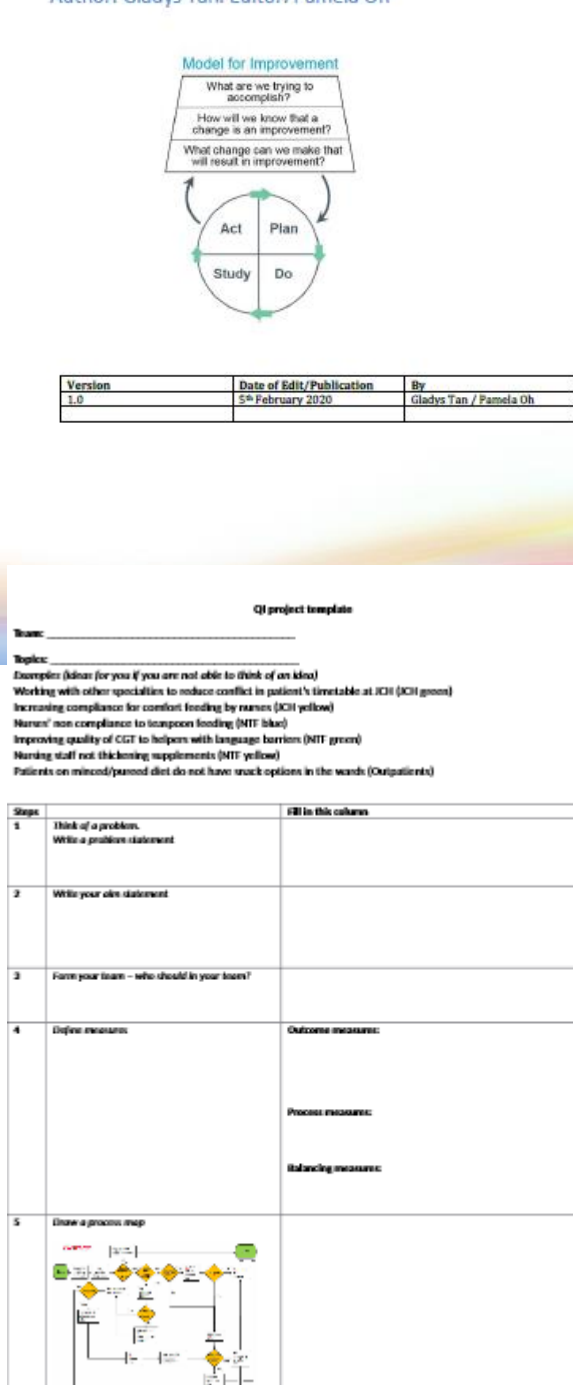 Author: Gladys Tan. Editor: Pamela Oh
Model for Improvement
What are we trying to
accomplish?
How will we know that a
change is an improvement?
What change can we make that
will result in improvement?
Act
Plan
Study
Do
Version
Date of Edit/Publication
By
1.0
5th February 2020
Gladys Tan / Pamela Oh
QI project template
Team:
Topics:
Examples (ideas for you if you are not able to think of an idea)
Working with other specialties to reduce conflict in patient's timetable at JCH (JCH green)
Increasing compliance for comfort feeding by nurses (JCH yellow)
Nurses' non compliance to teaspoon feeding (NTF blue)
Improving quality of CGT to helpers with language barriers (NTF green)
Nursing staff not thickening supplements (NTF yellow)
Patients on minced/pureed diet do not have snack options in the wards (Outpatients)
Steps
Fill in this column
1
Think of a problem.
Write a problem statement
2
Write your aim statement
3
Form your team – who should in your team?
4
Define measures
Outcome measures:
Process measures:
Balancing measures:
5
Draw a process map